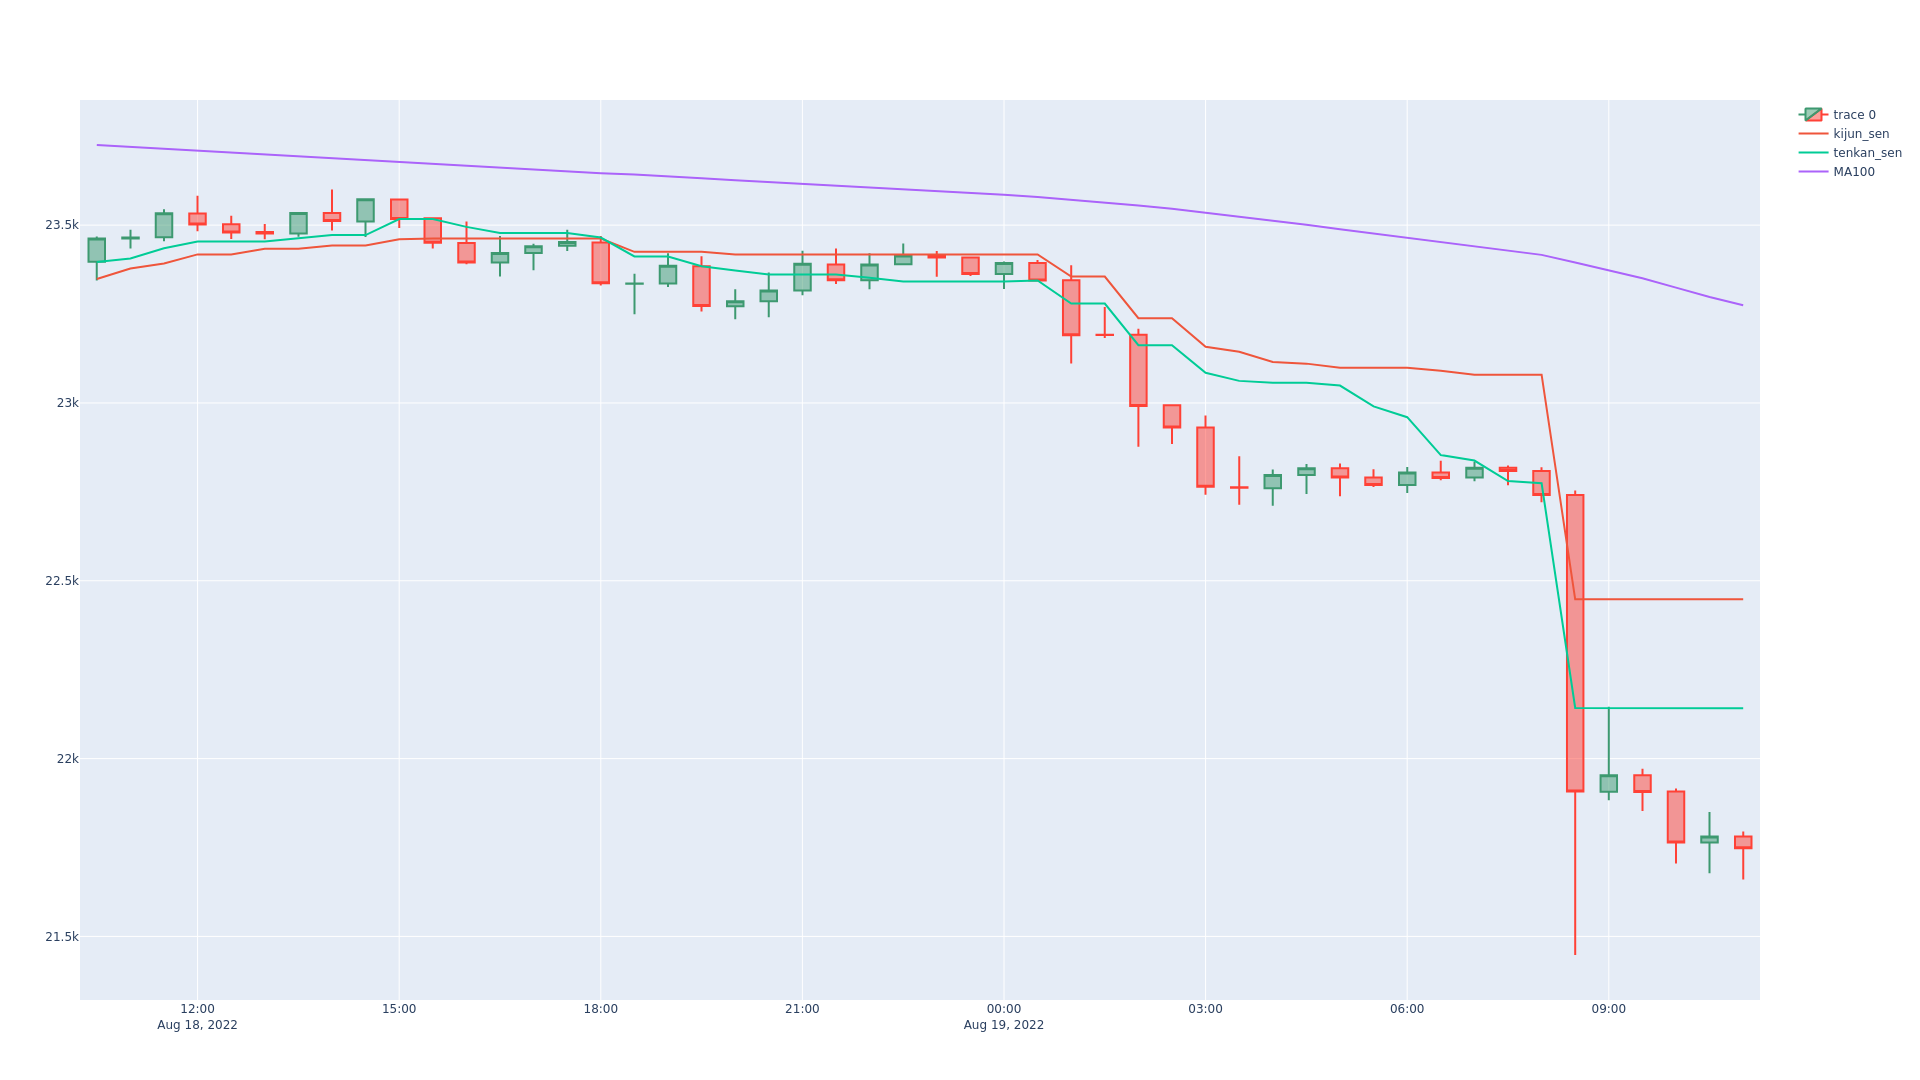 trace 0
kijun_sen
tenkan_sen
MA100
23.5k
23k
22.5k
22k
21.5k
12:00
Aug 18, 2022
15:00
18:00
21:00
00:00
Aug 19, 2022
03:00
06:00
09:00